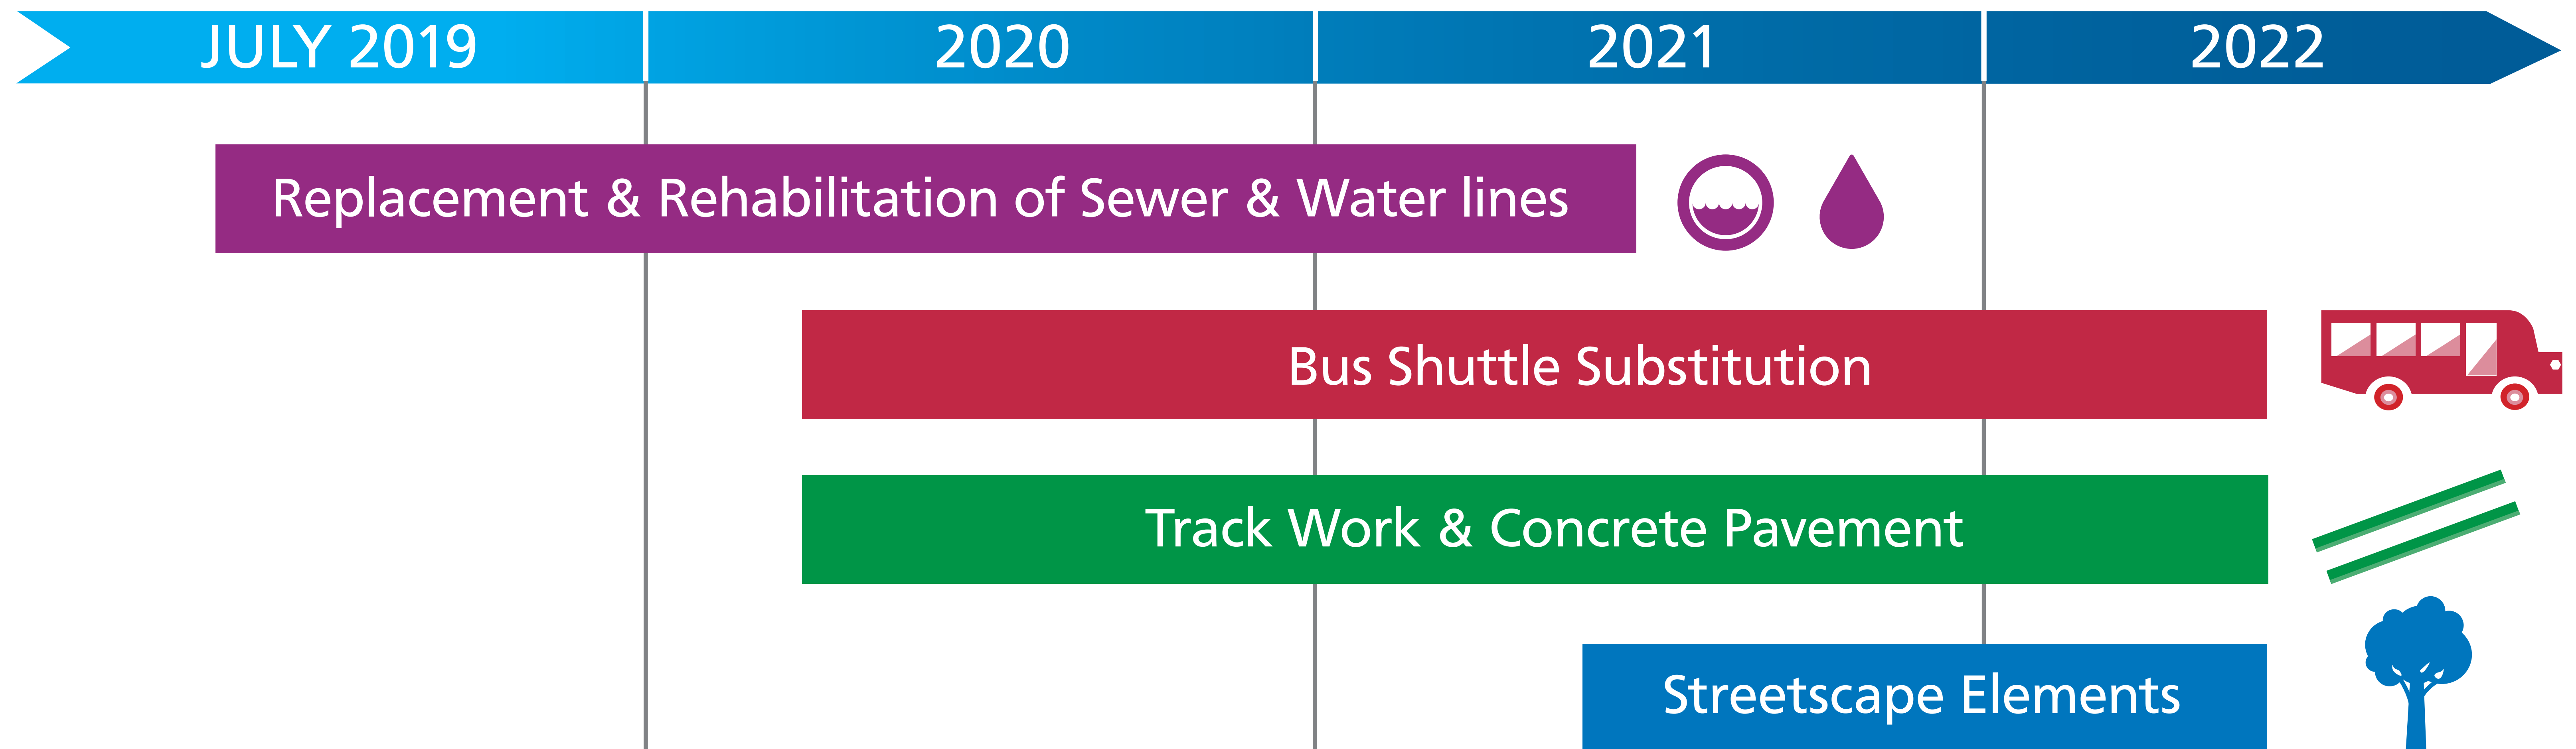 JULY 2019
2020
2021
2022
Replacement & Rehabilitation of Sewer & Water lines
Bus Shuttle Substitution
Track Work & Concrete Pavement
Streetscape Elements